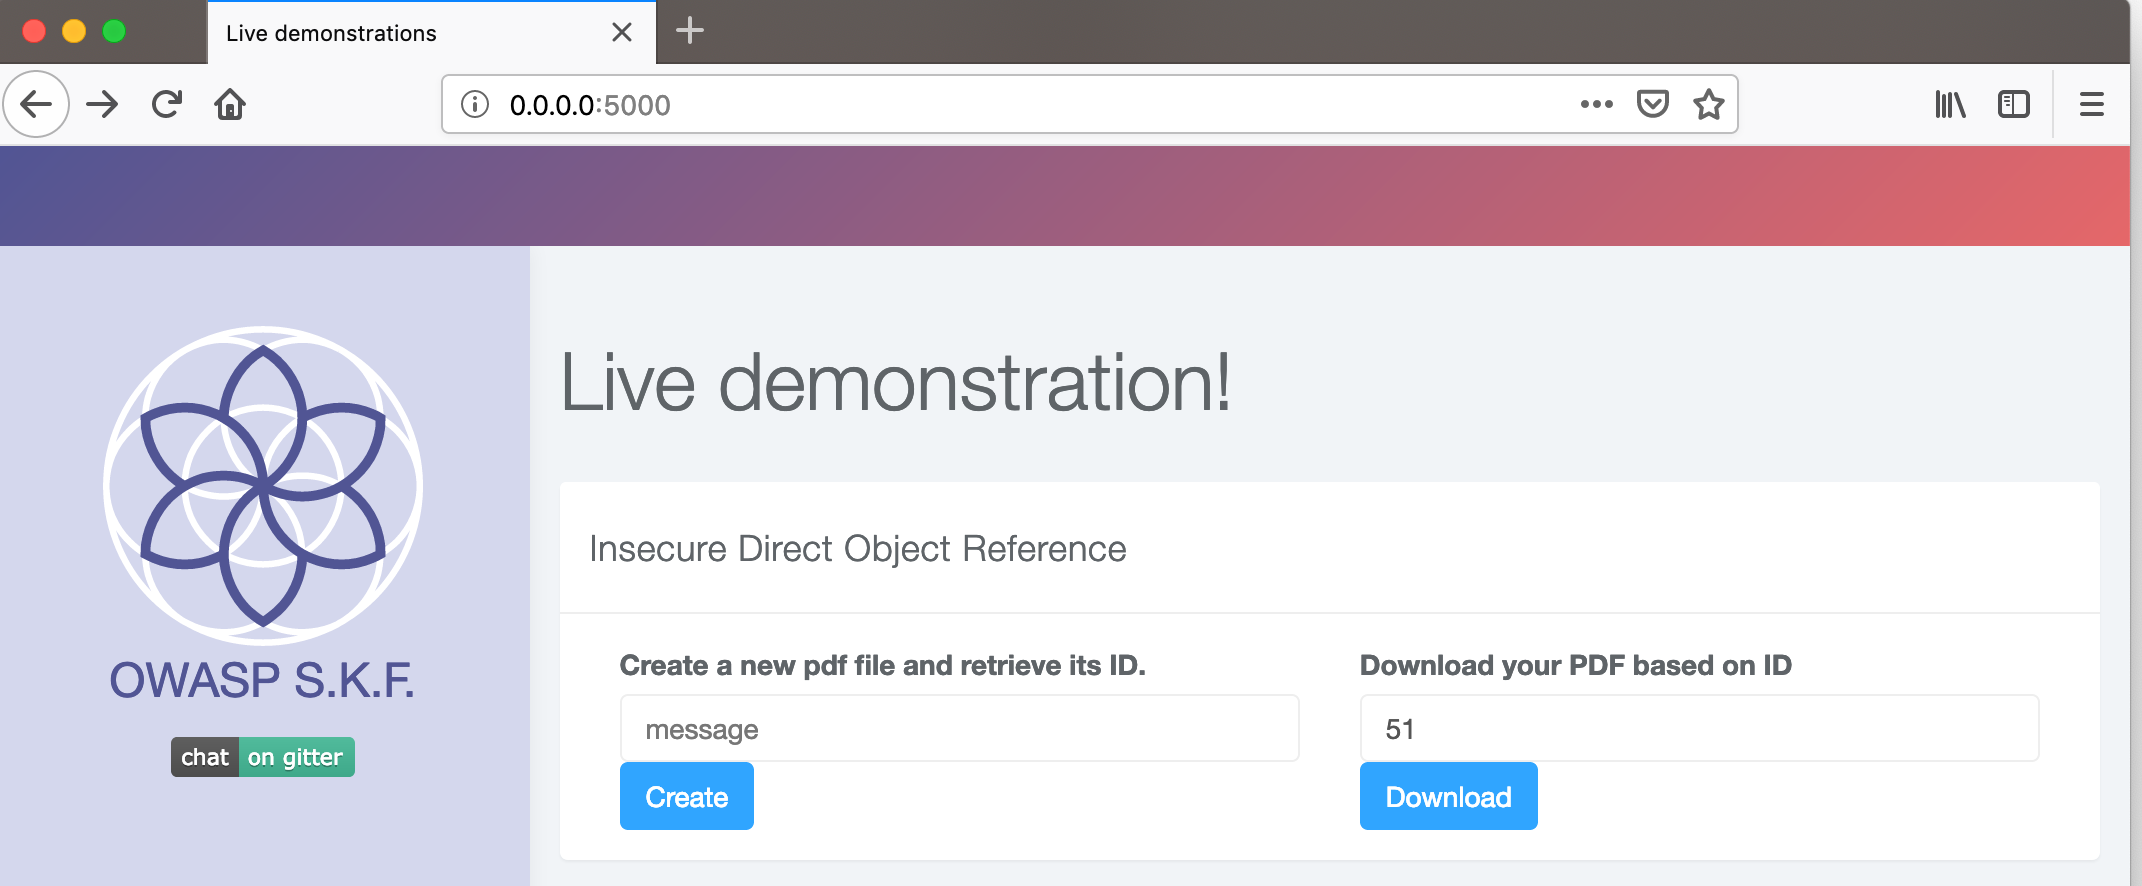 Live demonstrations
0.0.0.0:5000
Live demonstration!
Insecure Direct Object Reference
Create a new pdf file and retrieve its ID.
message
Create
Download your PDF based on ID
51
Download
OWASP S.K.F.
chat on gitter